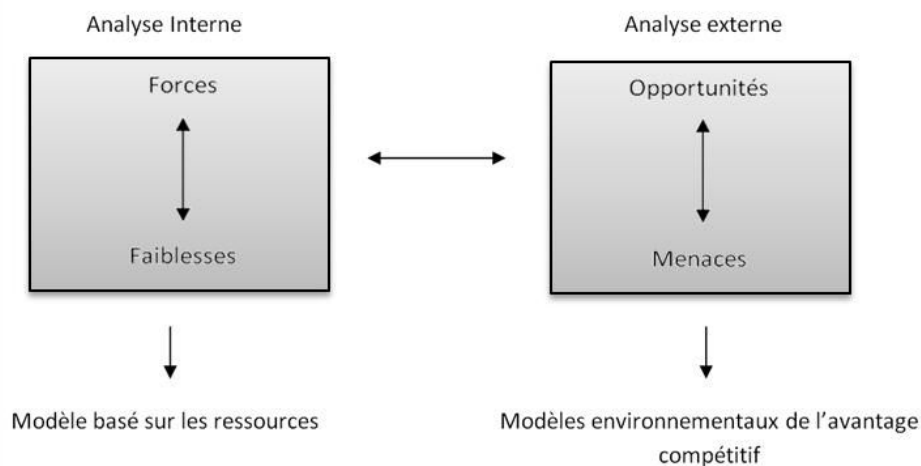 Analyse Interne
Analyse externe
Forces
Faiblesses
Opportunités
Menaces
Modèle basé sur les ressources
Modèles environnementaux de l'avantage
compétitif